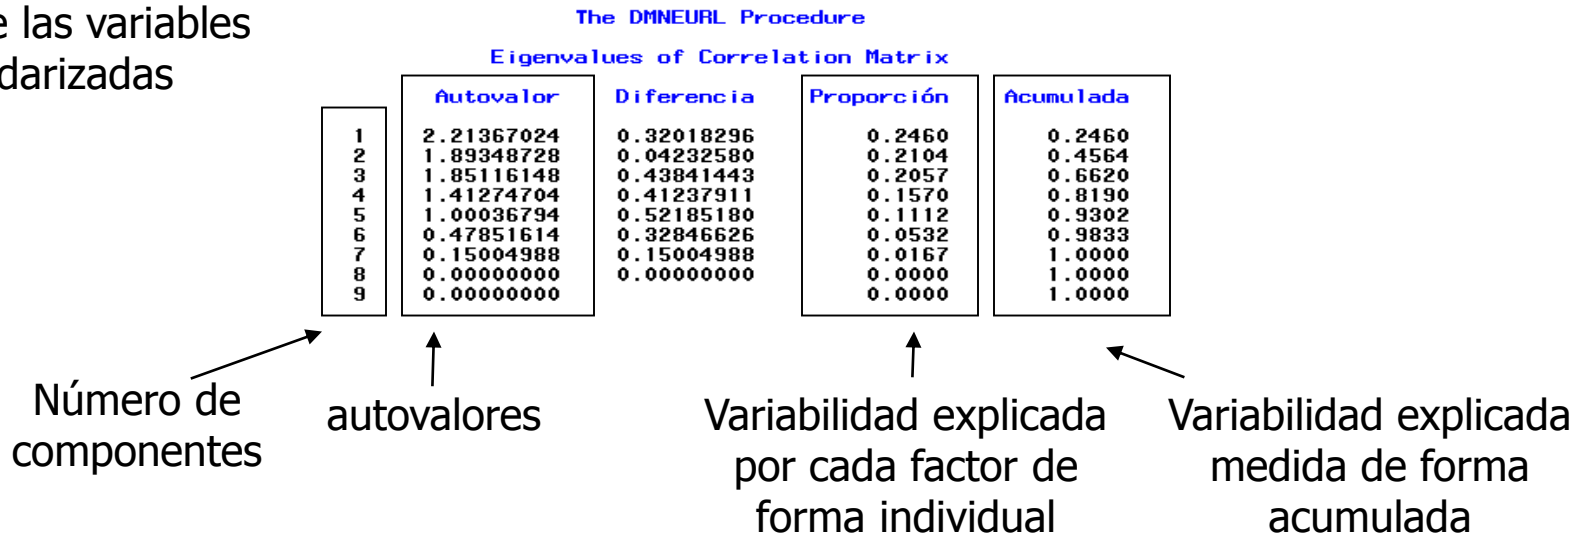 e las variables
darizadas
The DMNEURL Procedure
Eigenvalues of Correlation Matrix
Autovalor Diferencia Proporción Acumulada
1 2.21367024 0.32018296 0.2460 0.2460
2 1.89348728 0.04232580 0.2104 0.4564
3 1.85116148 0.43841443 0.2057 0.6620
4 1.41274704 0.41237911 0.1570 0.8190
5 1.00036794 0.52185180 0.1112 0.9302
6 0.47851614 0.32846626 0.0532 0.9833
7 0.15004988 0.15004988 0.0167 1.0000
8 0.00000000 0.00000000 0.0000 1.0000
9 0.00000000 0.0000 1.0000
Número de
componentes
autovalores
Variabilidad explicada
por cada factor de
forma individual
Variabilidad explicada
medida de forma
acumulada